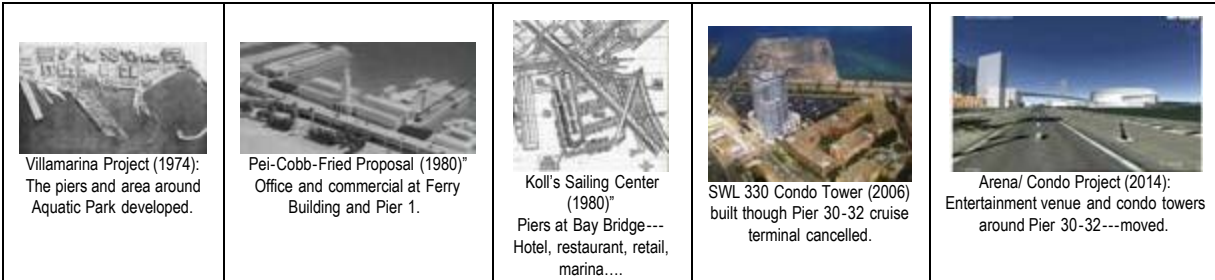 Villamarina Project (1974):
The piers and area around
Aquatic Park developed.
Pei-Cobb-Fried Proposal (1980)”
Office and commercial at Ferry
Building and Pier 1.
Koll's Sailing Center
(1980)”
Piers at Bay Bridge---
Hotel, restaurant, retail,
marina….
SWL 330 Condo Tower (2006)
built though Pier 30-32 cruise
terminal cancelled.
Arena/ Condo Project (2014):
Entertainment venue and condo towers
around Pier 30-32---moved.